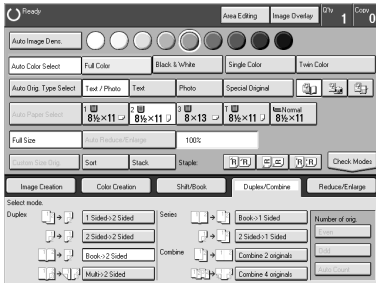 Ready
Area Editing Image Overlay Q'ty 1 Copy 0
Auto Image Dens.
Auto Color Select Full Color Black & White Single Color Twin Color
Auto Orig. Type Select Text / Photo Text Photo Special Original
Auto Paper Select 1 8½×11 2 8½×11 3 8×13 T 8½×11 Normal 8½×11
Full Size Auto Reduce/Enlarge 100%
Custom Size Orig. Sort Stack Staple: Check Modes
Image Creation Color Creation Shift/Book Duplex/Combine Reduce/Enlarge
Select mode.
Duplex 1 Sided->2 Sided Series Book->1 Sided Number of orig.
2 Sided->2 Sided 2 Sided->1 Sided Even
Book->2 Sided Combine Combine 2 originals Odd
Multi->2 Sided Combine 4 originals Auto Count